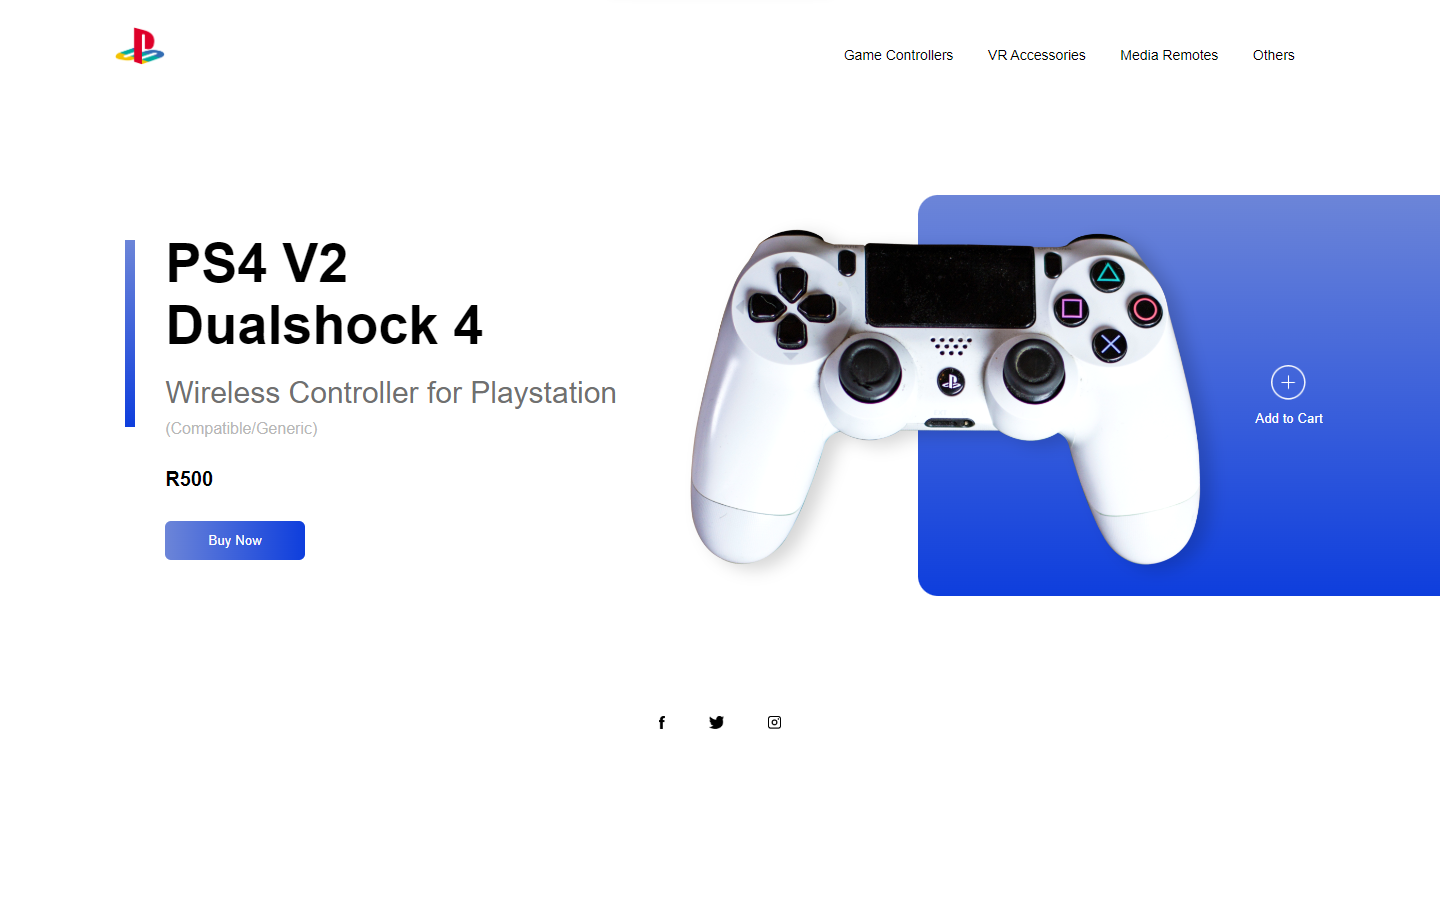 Game Controllers VR Accessories Media Remotes Others
PS4 V2
Dualshock 4
Wireless Controller for Playstation
(Compatible/Generic)
R500
Buy Now
Add to Cart